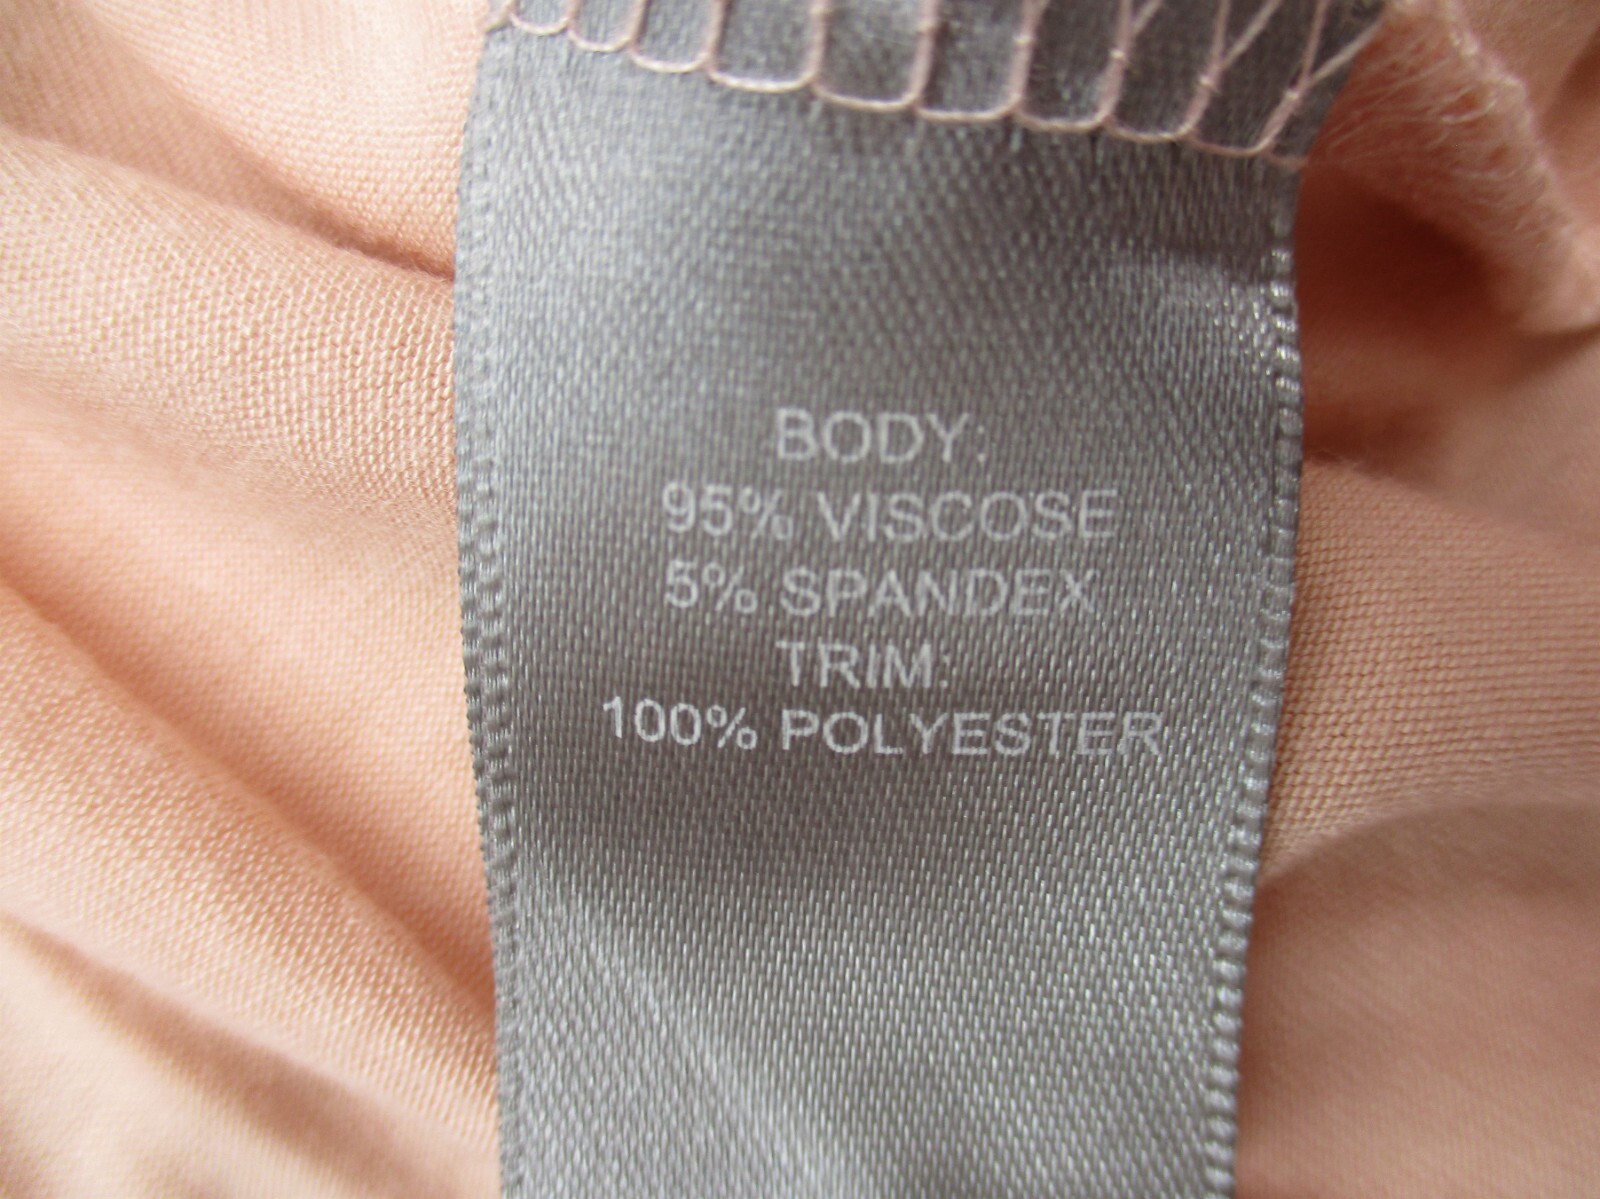 BODY:
95% VISCOSE
5% SPANDEX
TRIM:
100% POLYESTER